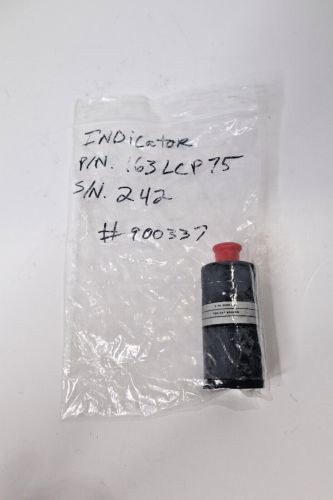 INDicator
P/N. 163LCP75
S/N. 242
# 900337